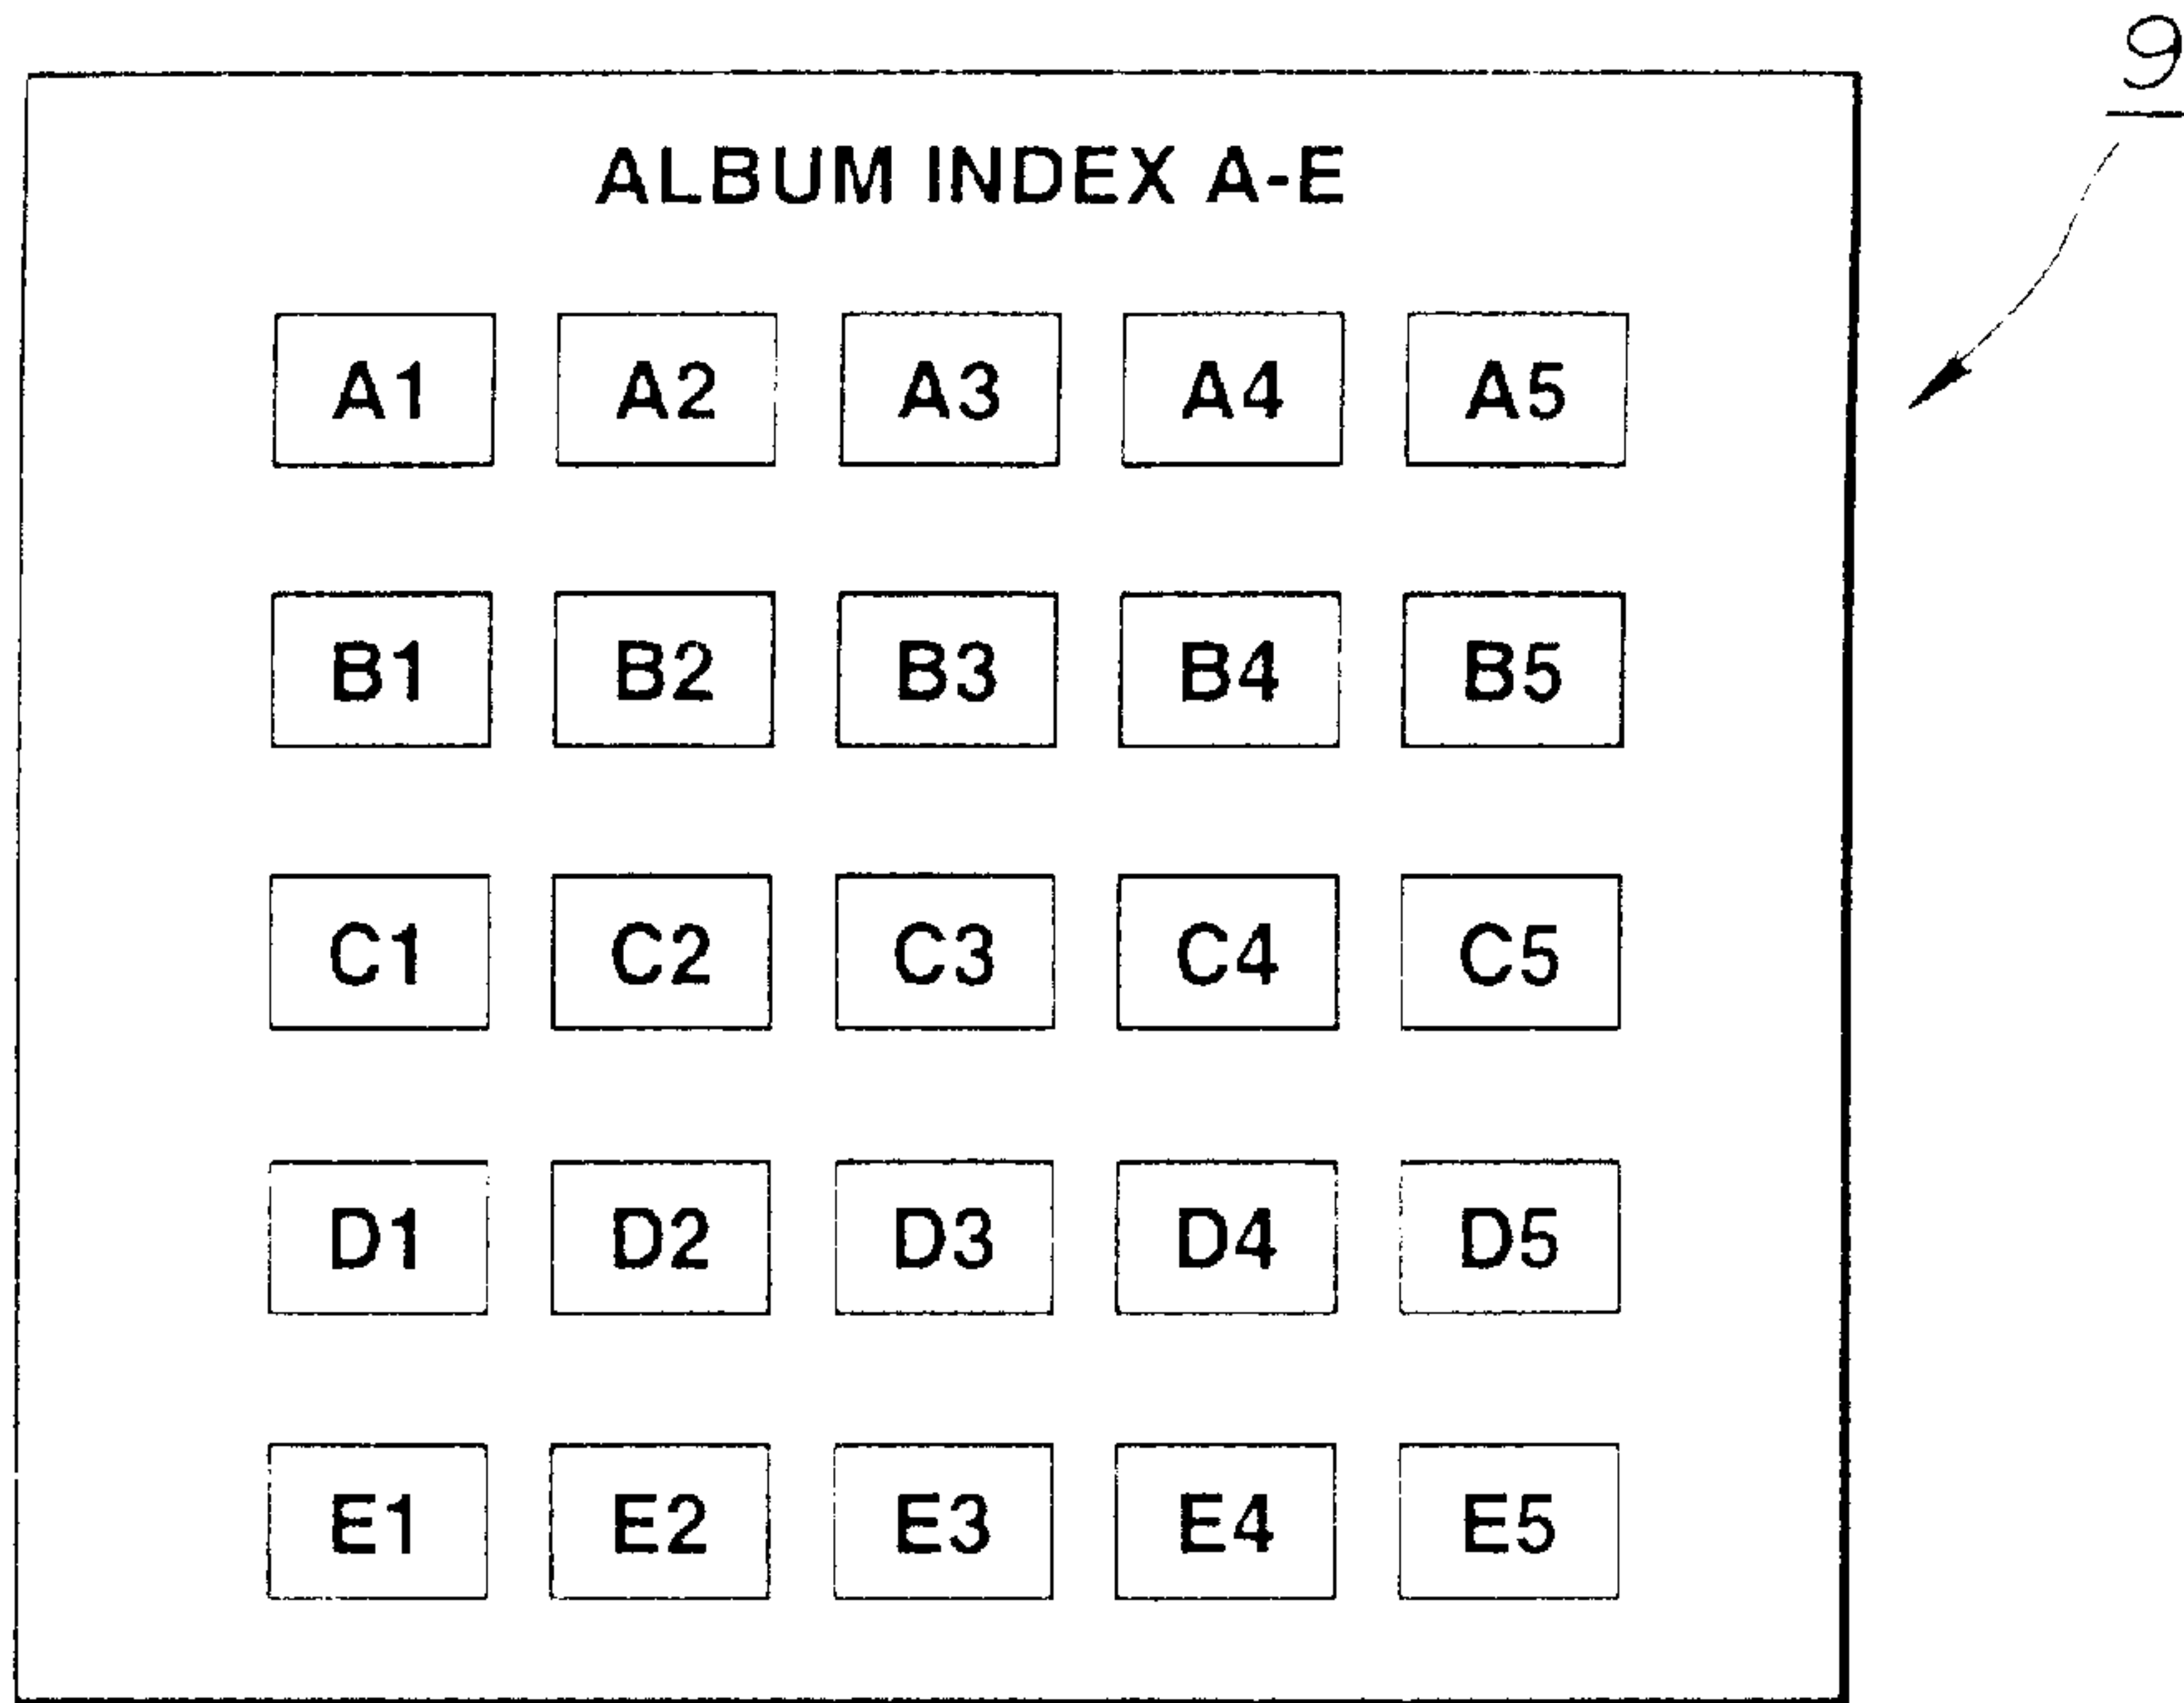 9
ALBUM INDEX A-E
A1 A2 A3 A4 A5
B1 B2 B3 B4 B5
C1 C2 C3 C4 C5
D1 D2 D3 D4 D5
E1 E2 E3 E4 E5